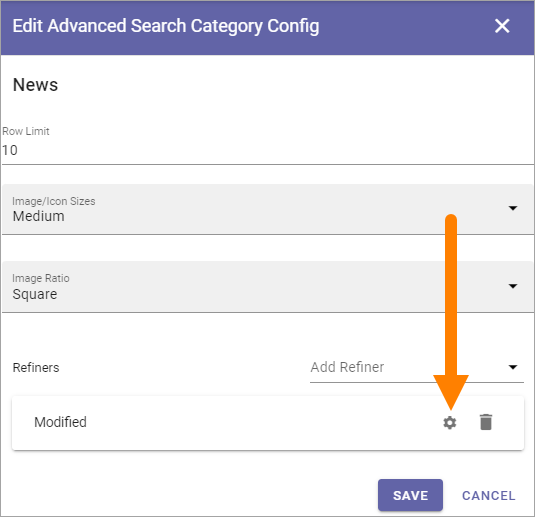 Edit Advanced Search Category Config
News
Row Limit
10
Image/Icon Sizes
Medium
Image Ratio
Square
Refiners
Add Refiner
Modified
SAVE
CANCEL